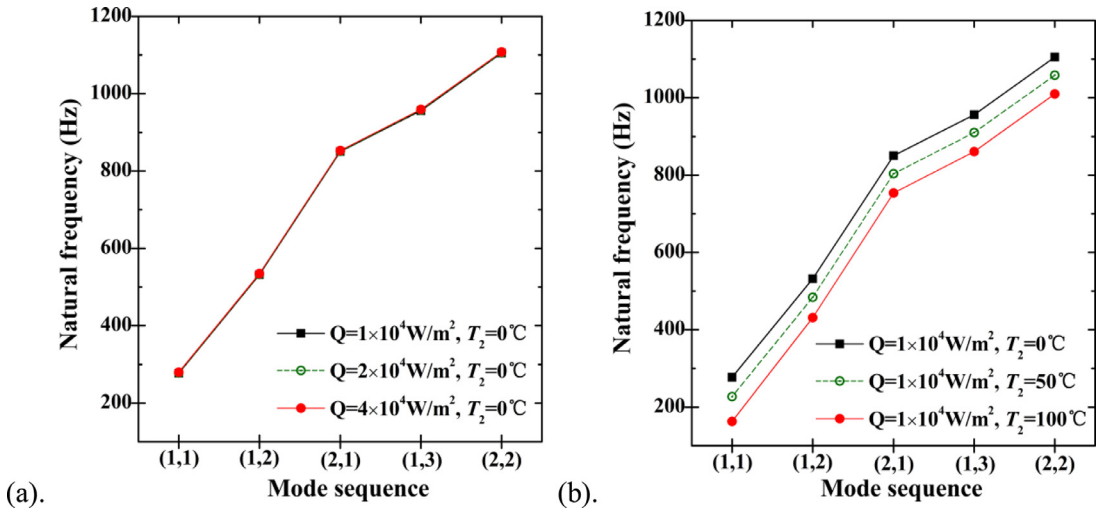 1200
1000
800
600
400
200
Natural frequency (Hz)
Q=1×10⁴W/m², T₂=0℃
Q=2×10⁴W/m², T₂=0℃
Q=4×10⁴W/m², T₂=0℃
(1,1) (1,2) (2,1) (1,3) (2,2)
Mode sequence
(a).
1200
1000
800
600
400
200
Natural frequency (Hz)
Q=1×10⁴W/m², T₂=0℃
Q=1×10⁴W/m², T₂=50℃
Q=1×10⁴W/m², T₂=100℃
(1,1) (1,2) (2,1) (1,3) (2,2)
Mode sequence
(b).